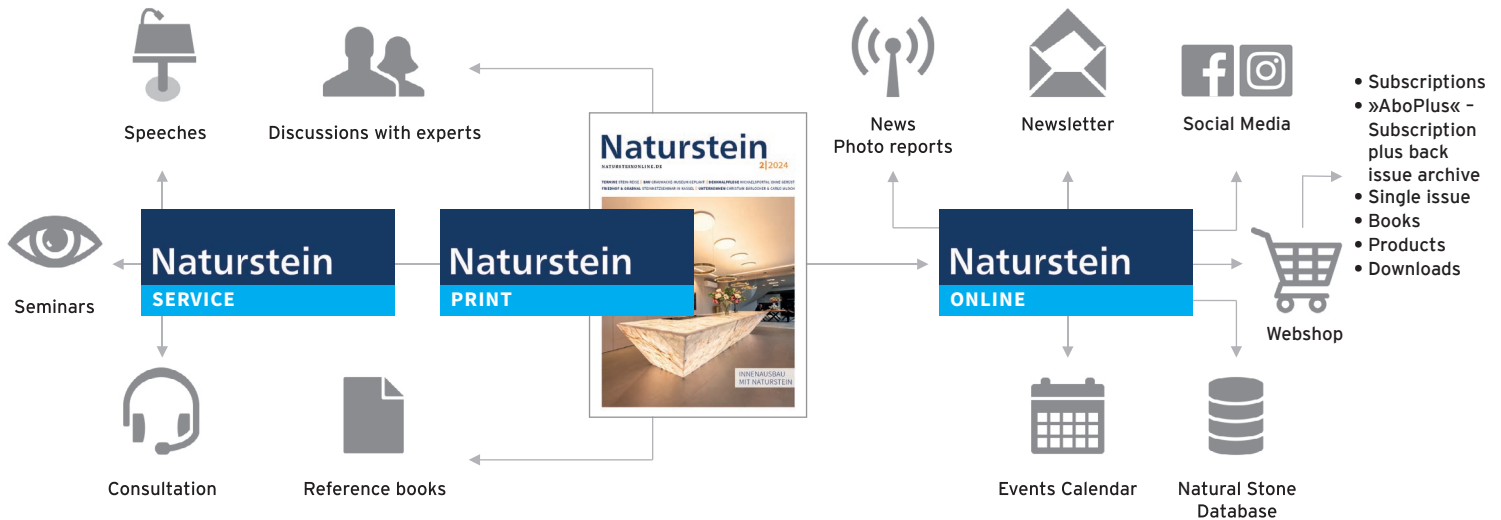 Speeches
Discussions with experts
News
Photo reports
Newsletter
Social Media
• Subscriptions
• »AboPlus« –
Subscription
plus back
issue archive
• Single issue
• Books
• Products
• Downloads
Naturstein
NATURSTEINONLINE.DE
2|2024
Naturstein
SERVICE
Naturstein
PRINT
Naturstein
ONLINE
Seminars
Webshop
INNENAUSBAU
MIT NATURSTEIN
Consultation
Reference books
Events Calendar
Natural Stone
Database